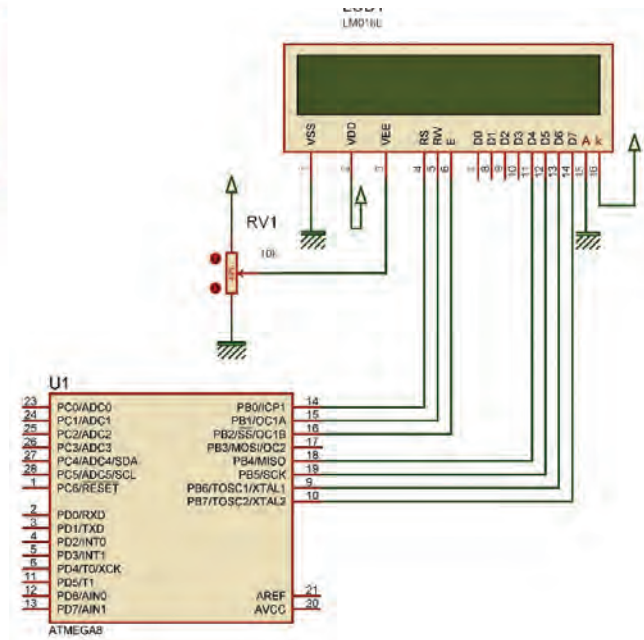 LM016L
VSS
VDD
VEE
RS
RW
E
D0
D1
D2
D3
D4
D5
D6
D7
A
K
1
2
3
4
5
6
7
8
9
10
11
12
13
14
15
16
RV1
10K
U1
23 PC0/ADC0 PB0/ICP1 14
24 PC1/ADC1 PB1/OC1A 15
25 PC2/ADC2 PB2/SS/OC1B 16
26 PC3/ADC3 PB3/MOSI/OC2 17
27 PC4/ADC4/SDA PB4/MISO 18
28 PC5/ADC5/SCL PB5/SCK 19
1 PC6/RESET PB6/TOSC1/XTAL1 9
PB7/TOSC2/XTAL2 10
2 PD0/RXD
3 PD1/TXD
4 PD2/INT0
5 PD3/INT1
6 PD4/T0/XCK
11 PD5/T1
12 PD6/AIN0 AREF 21
13 PD7/AIN1 AVCC 20
ATMEGA8